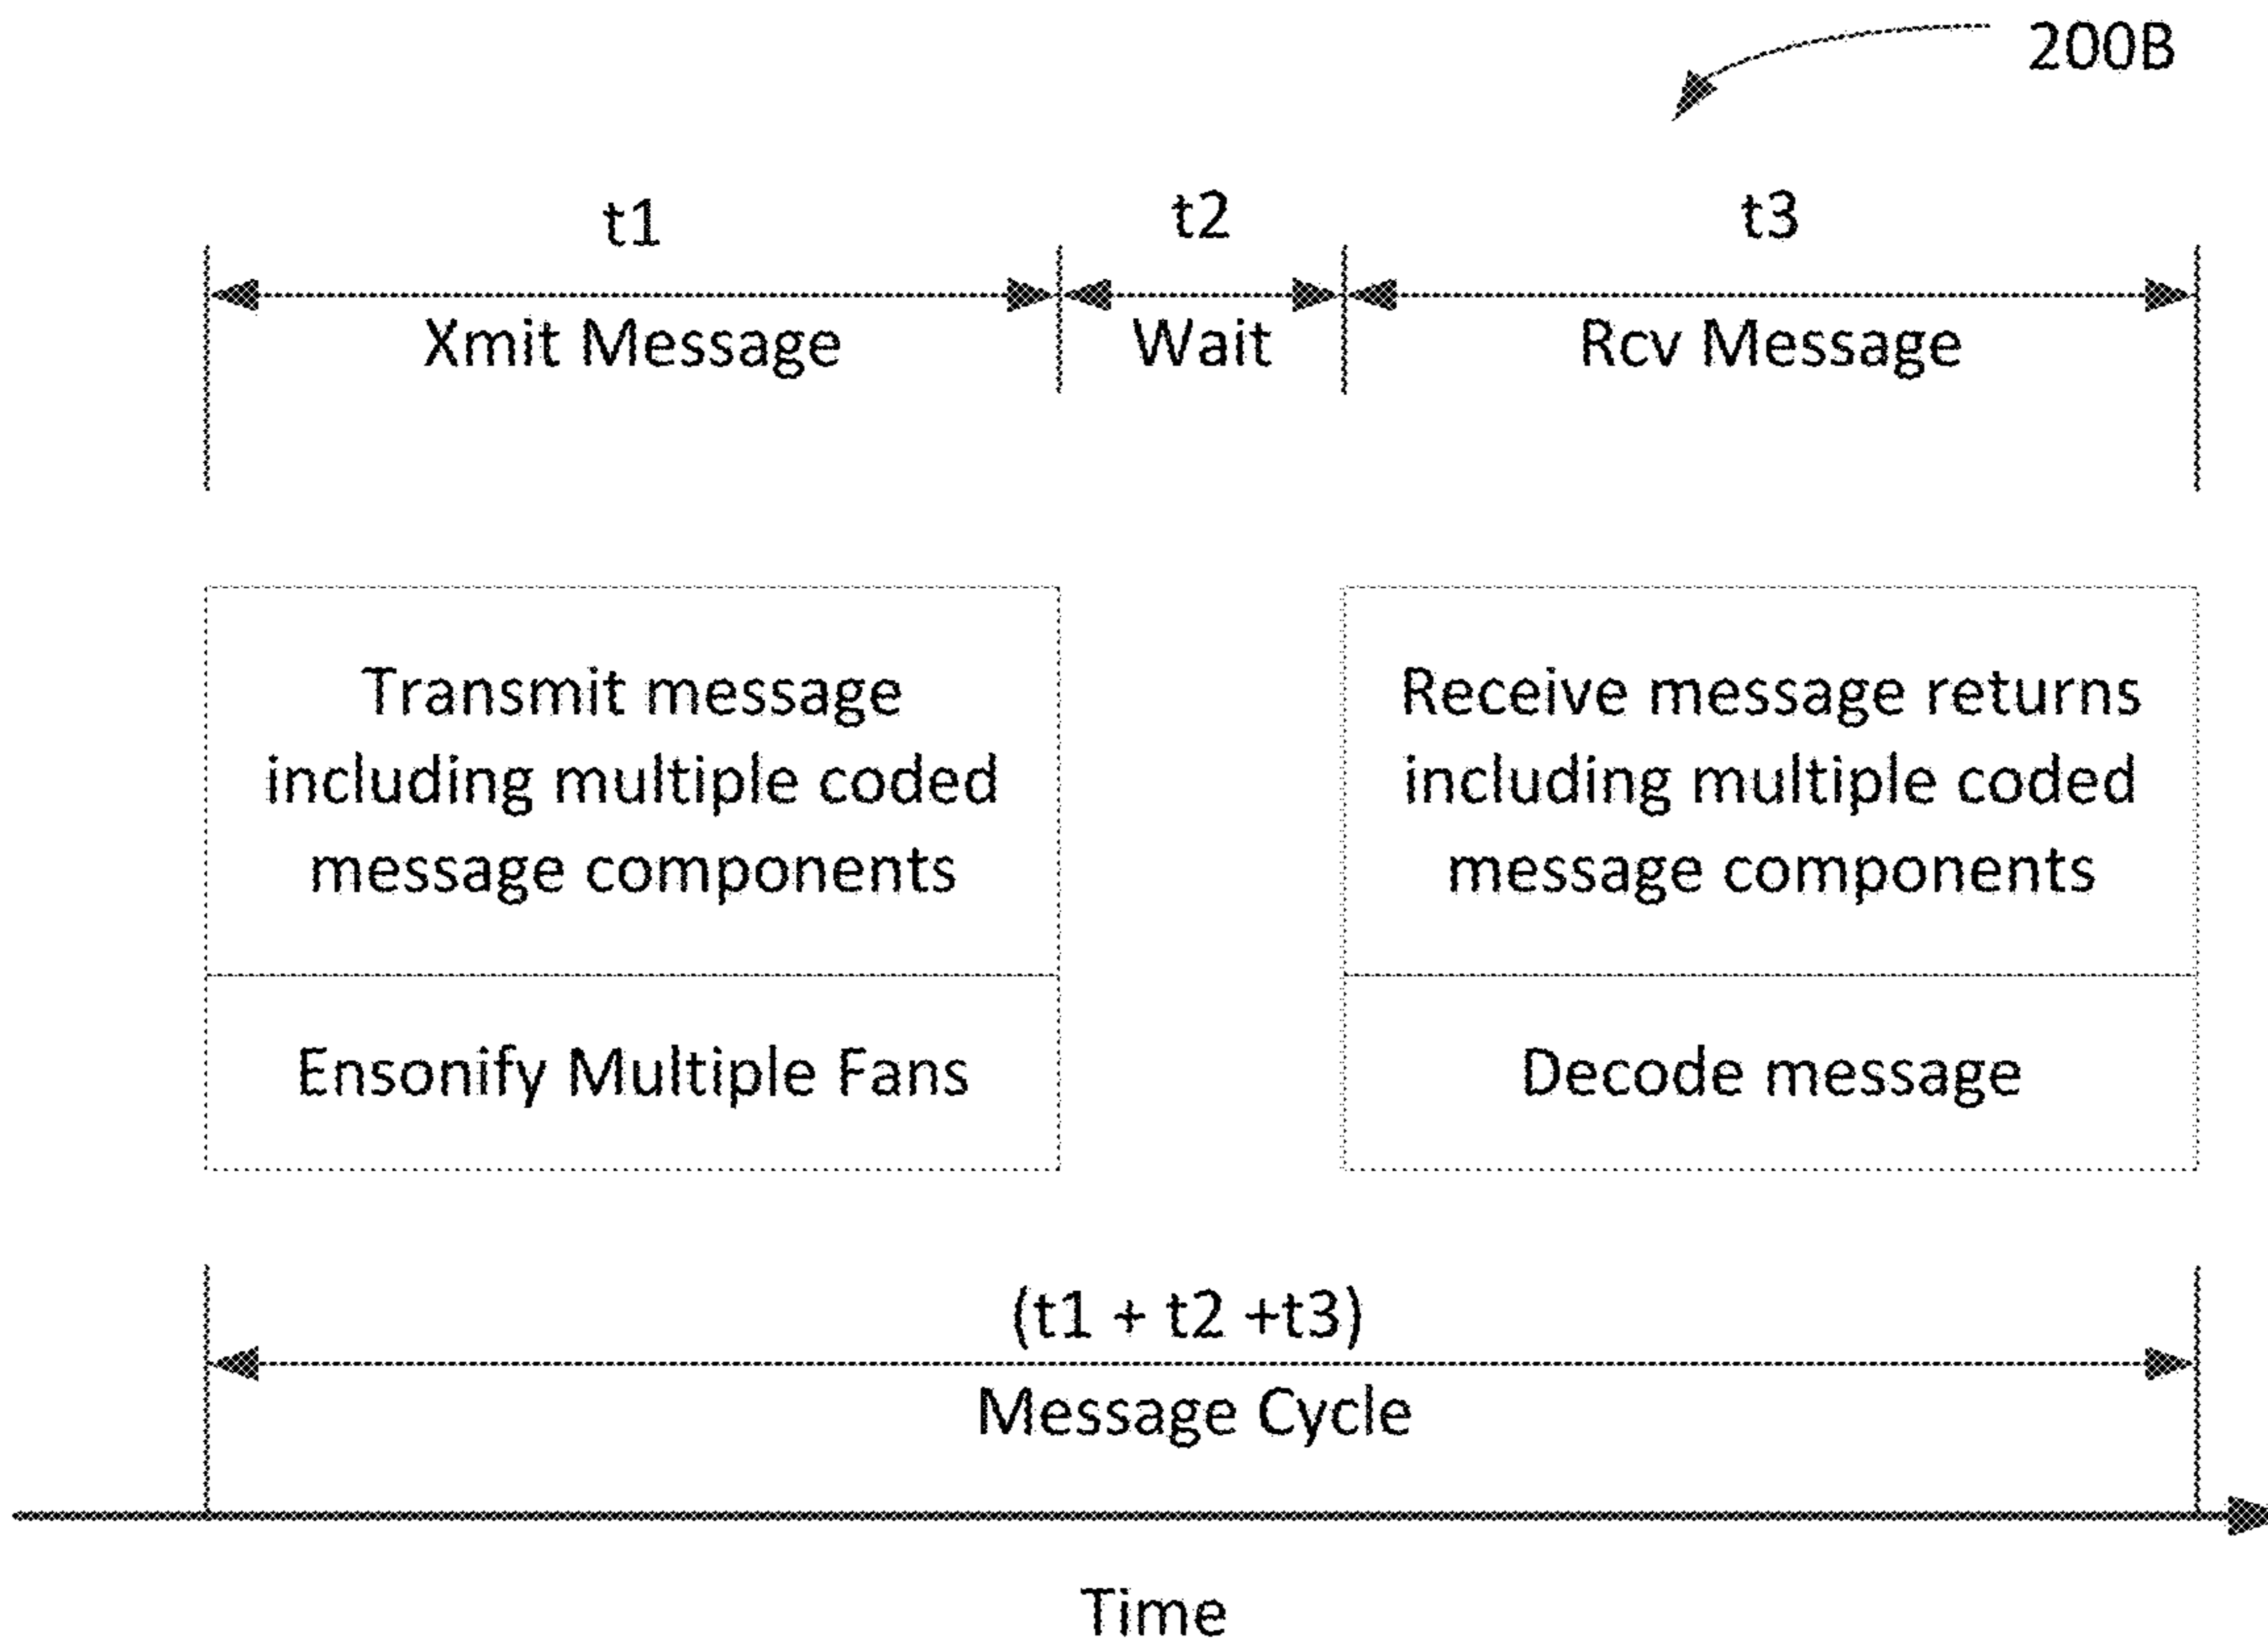 200B
t1
t2
t3
Xmit Message
Wait
Rcv Message
Transmit message
including multiple coded
message components
Ensonify Multiple Fans
Receive message returns
including multiple coded
message components
Decode message
(t1 + t2 +t3)
Message Cycle
Time